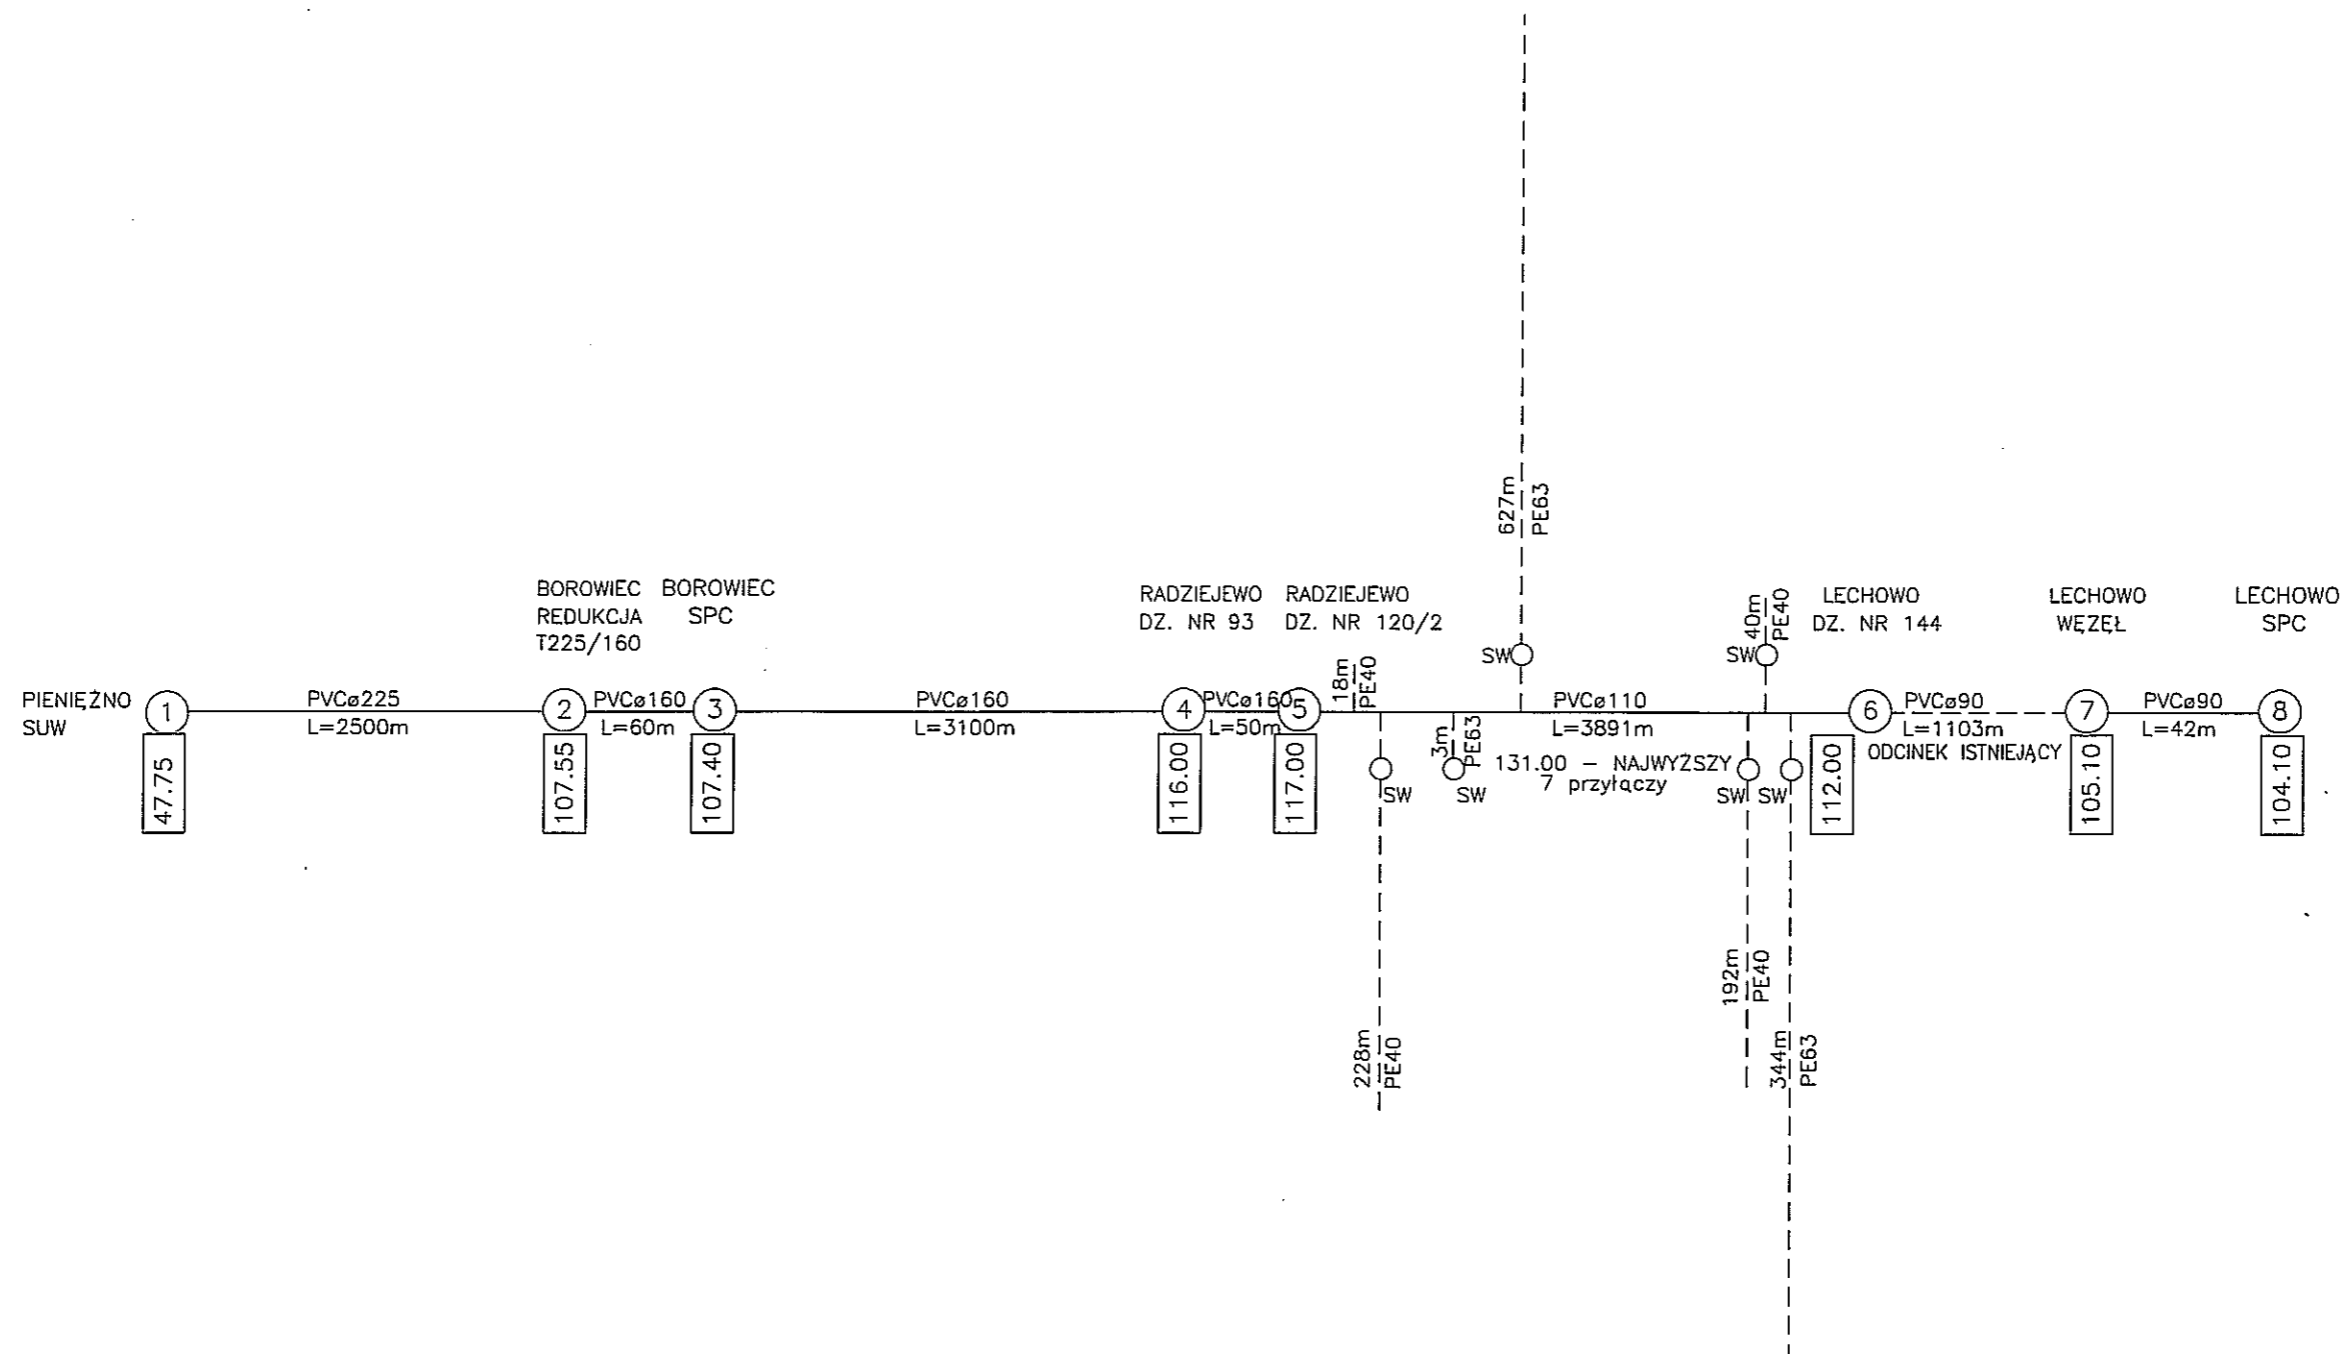 627m
PE63
BOROWIEC
REDUKCJA
T225/160
BOROWIEC
SPC
RADZIEJEWO
DZ. NR 93
RADZIEJEWO
DZ. NR 120/2
40m
PE40
LECHOWO
DZ. NR 144
LECHOWO
WĘZEŁ
LECHOWO
SPC
SW
SW
18m
PE40
PIENIĘŻNO
SUW
1
PVCø225
L=2500m
2
PVCø160
L=60m
3
PVCø160
L=3100m
4
PVCø160
L=50m
5
PVCø110
L=3891m
6
PVCø90
L=1103m
ODCINEK ISTNIEJĄCY
7
PVCø90
L=42m
8
3m
PE63
131.00 – NAJWYŻSZY
7 przyłączy
SW
SW
SW
SW
47.75
107.55
107.40
116.00
117.00
112.00
105.10
104.10
192m
PE40
228m
PE40
344m
PE63